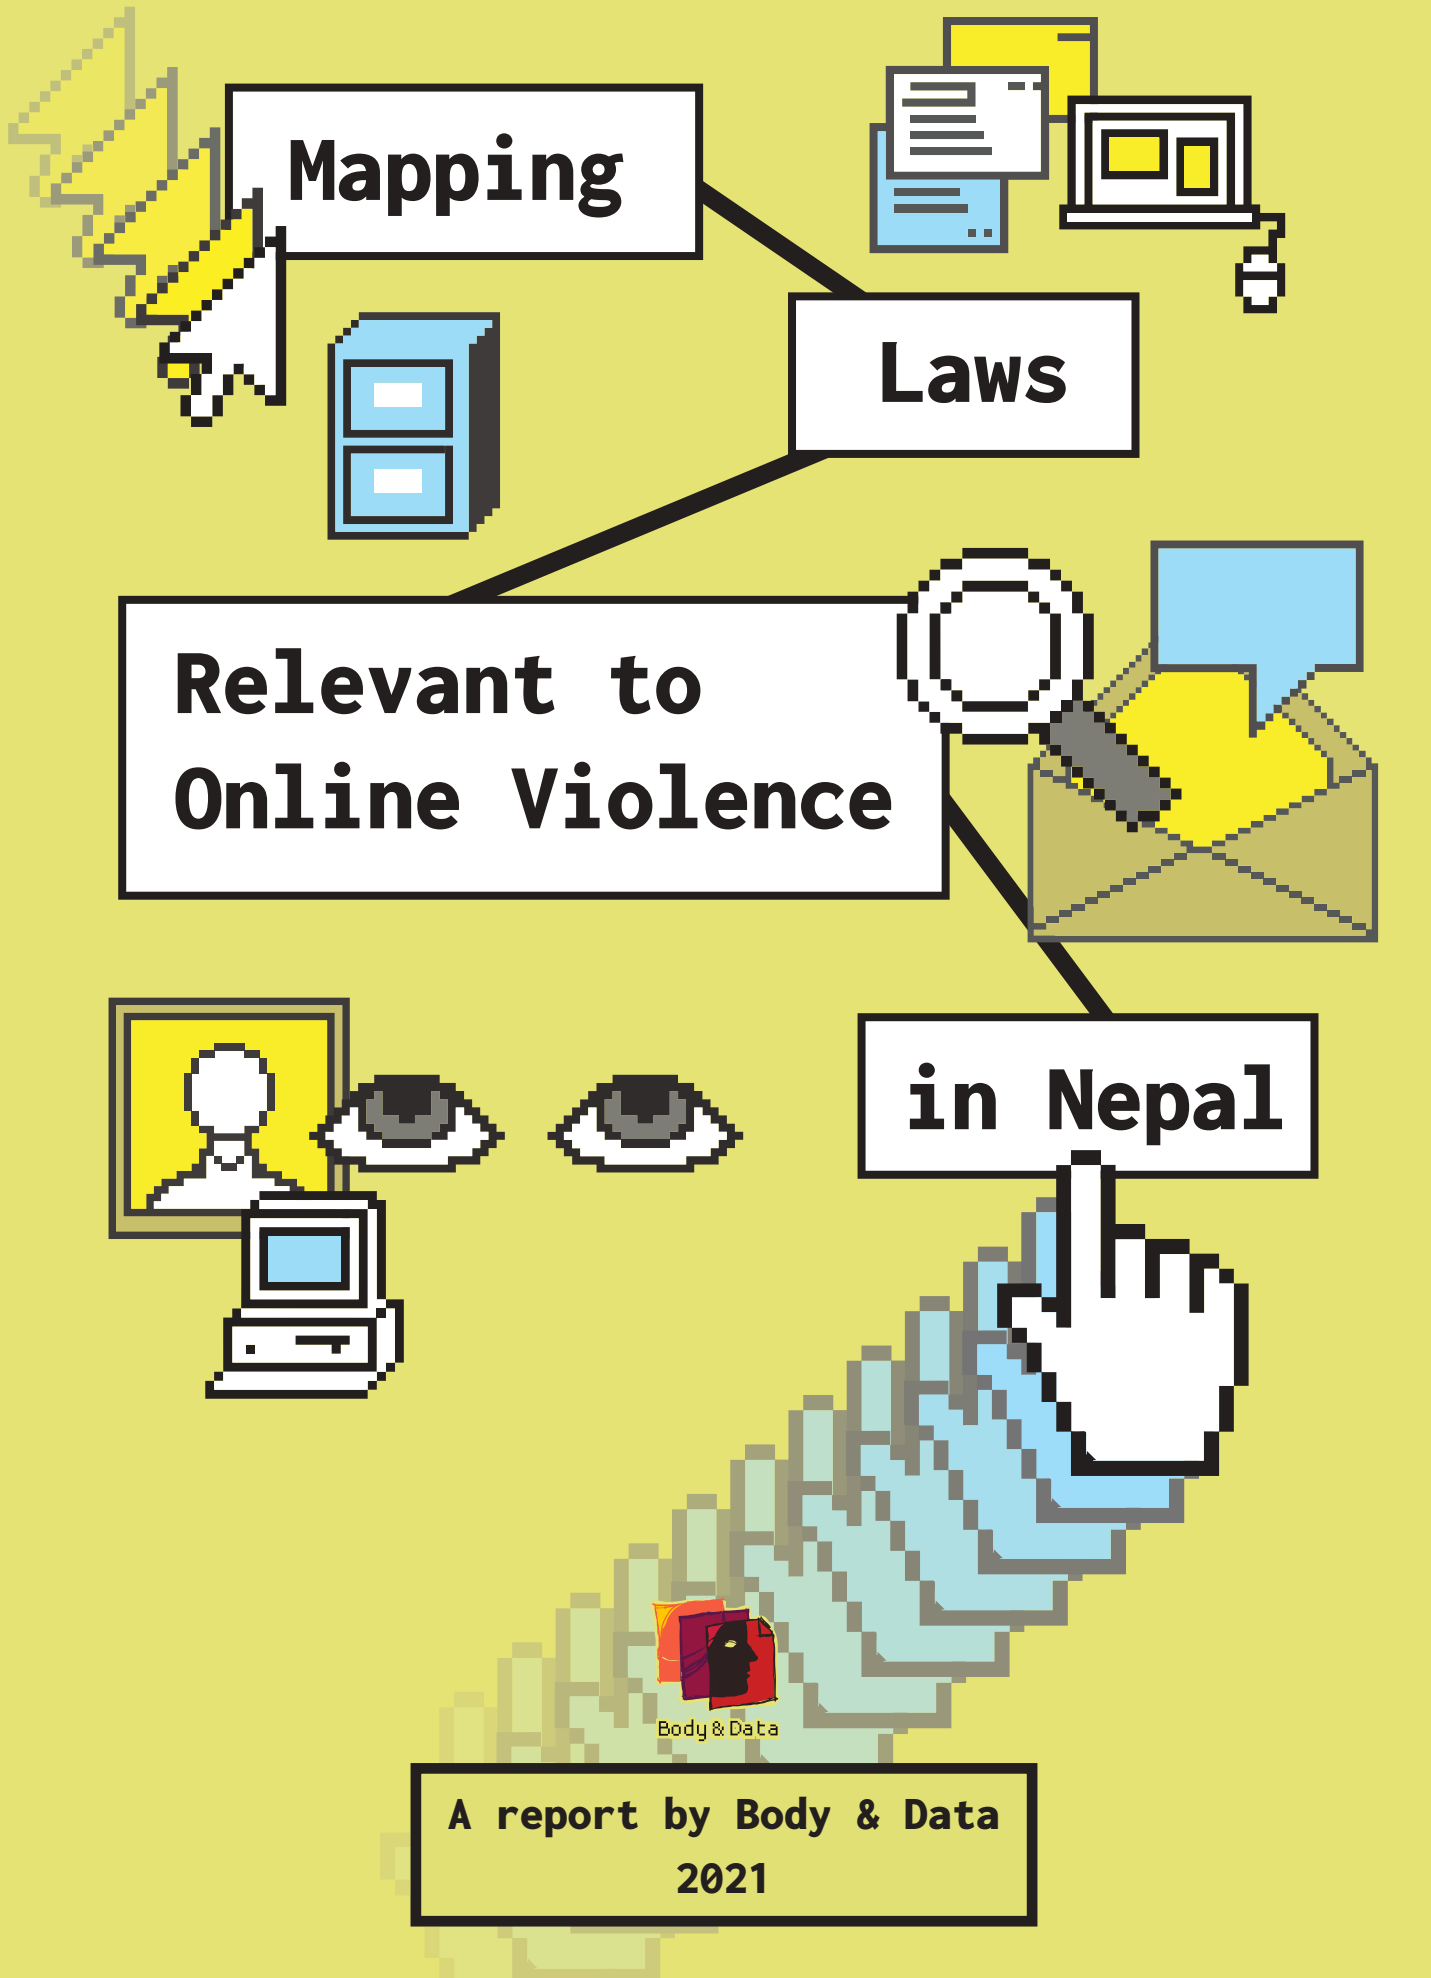 Mapping
Laws
Relevant to
Online Violence
in Nepal
Body & Data
A report by Body & Data
2021